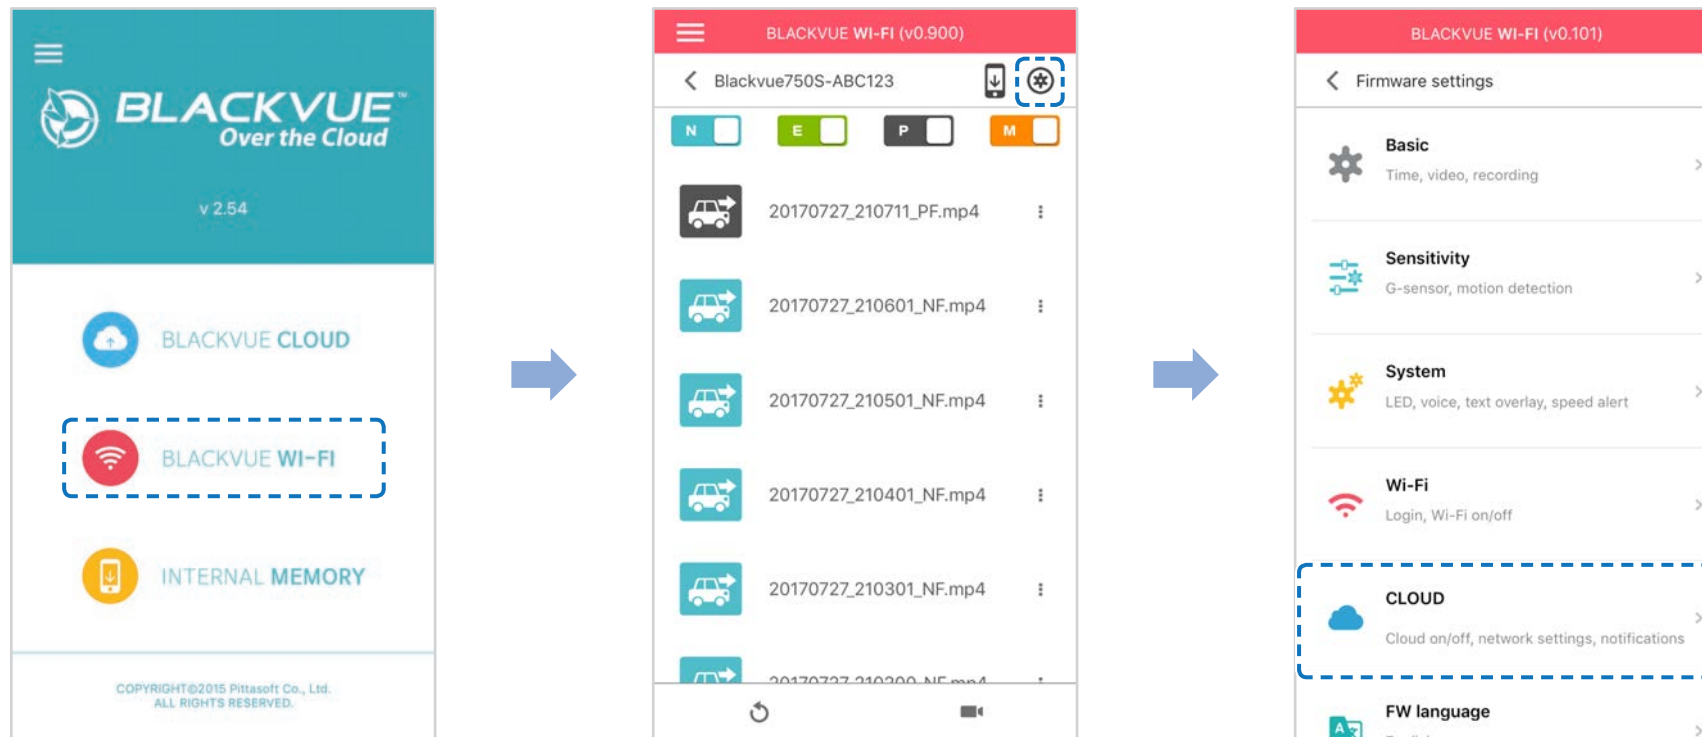 BLACKVUE™
Over the Cloud
v 2.54
BLACKVUE CLOUD
BLACKVUE WI-FI
INTERNAL MEMORY
COPYRIGHT©2015 Pittasoft Co., Ltd.
ALL RIGHTS RESERVED.
BLACKVUE WI-FI (v0.900)
Blackvue750S-ABC123
N E P M
20170727_210711_PF.mp4
20170727_210601_NF.mp4
20170727_210501_NF.mp4
20170727_210401_NF.mp4
20170727_210301_NF.mp4
20170727_210200_NF.mp4
BLACKVUE WI-FI (v0.101)
Firmware settings
Basic
Time, video, recording
Sensitivity
G-sensor, motion detection
System
LED, voice, text overlay, speed alert
Wi-Fi
Login, Wi-Fi on/off
CLOUD
Cloud on/off, network settings, notifications
FW language